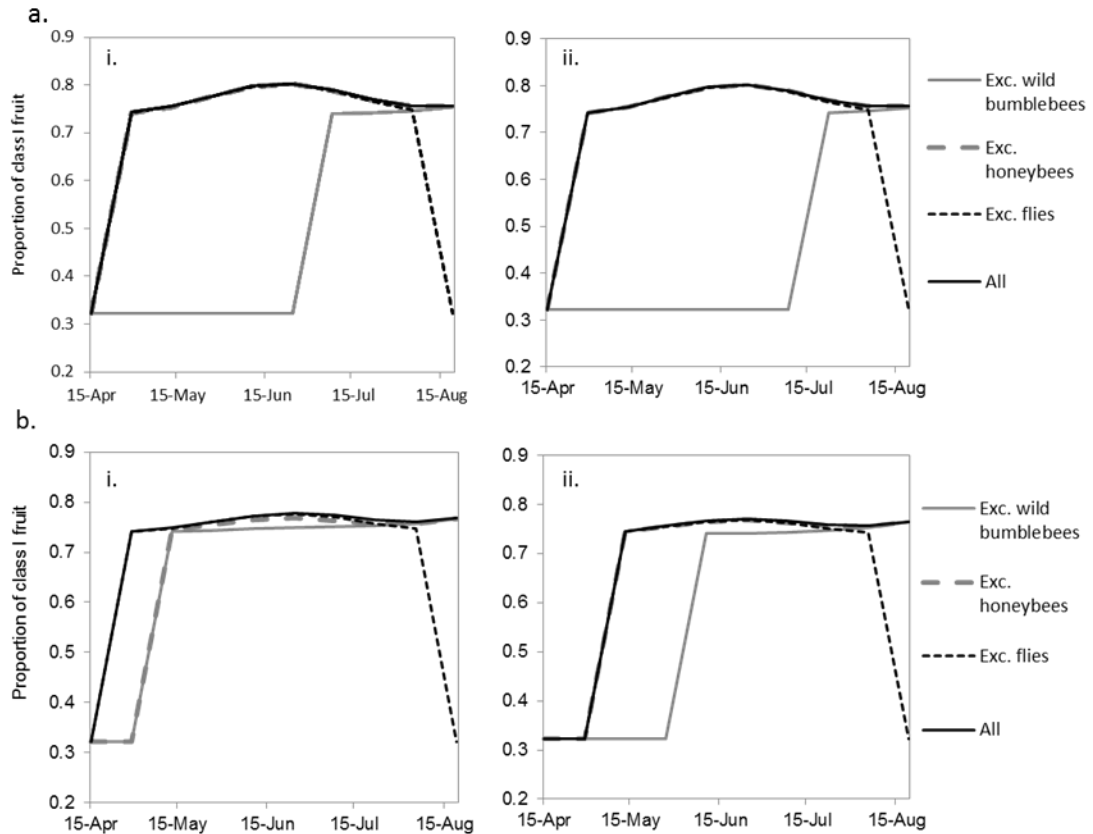 a.
i.
ii.
Proportion of class I fruit
0.9
0.8
0.7
0.6
0.5
0.4
0.3
0.2
15-Apr 15-May 15-Jun 15-Jul 15-Aug
0.9
0.8
0.7
0.6
0.5
0.4
0.3
0.2
15-Apr 15-May 15-Jun 15-Jul 15-Aug
Exc. wild
bumblebees
Exc.
honeybees
Exc. flies
All
b.
i.
ii.
Proportion of class I fruit
0.9
0.8
0.7
0.6
0.5
0.4
0.3
0.2
15-Apr 15-May 15-Jun 15-Jul 15-Aug
0.9
0.8
0.7
0.6
0.5
0.4
0.3
0.2
15-Apr 15-May 15-Jun 15-Jul 15-Aug
Exc. wild
bumblebees
Exc.
honeybees
Exc. flies
All